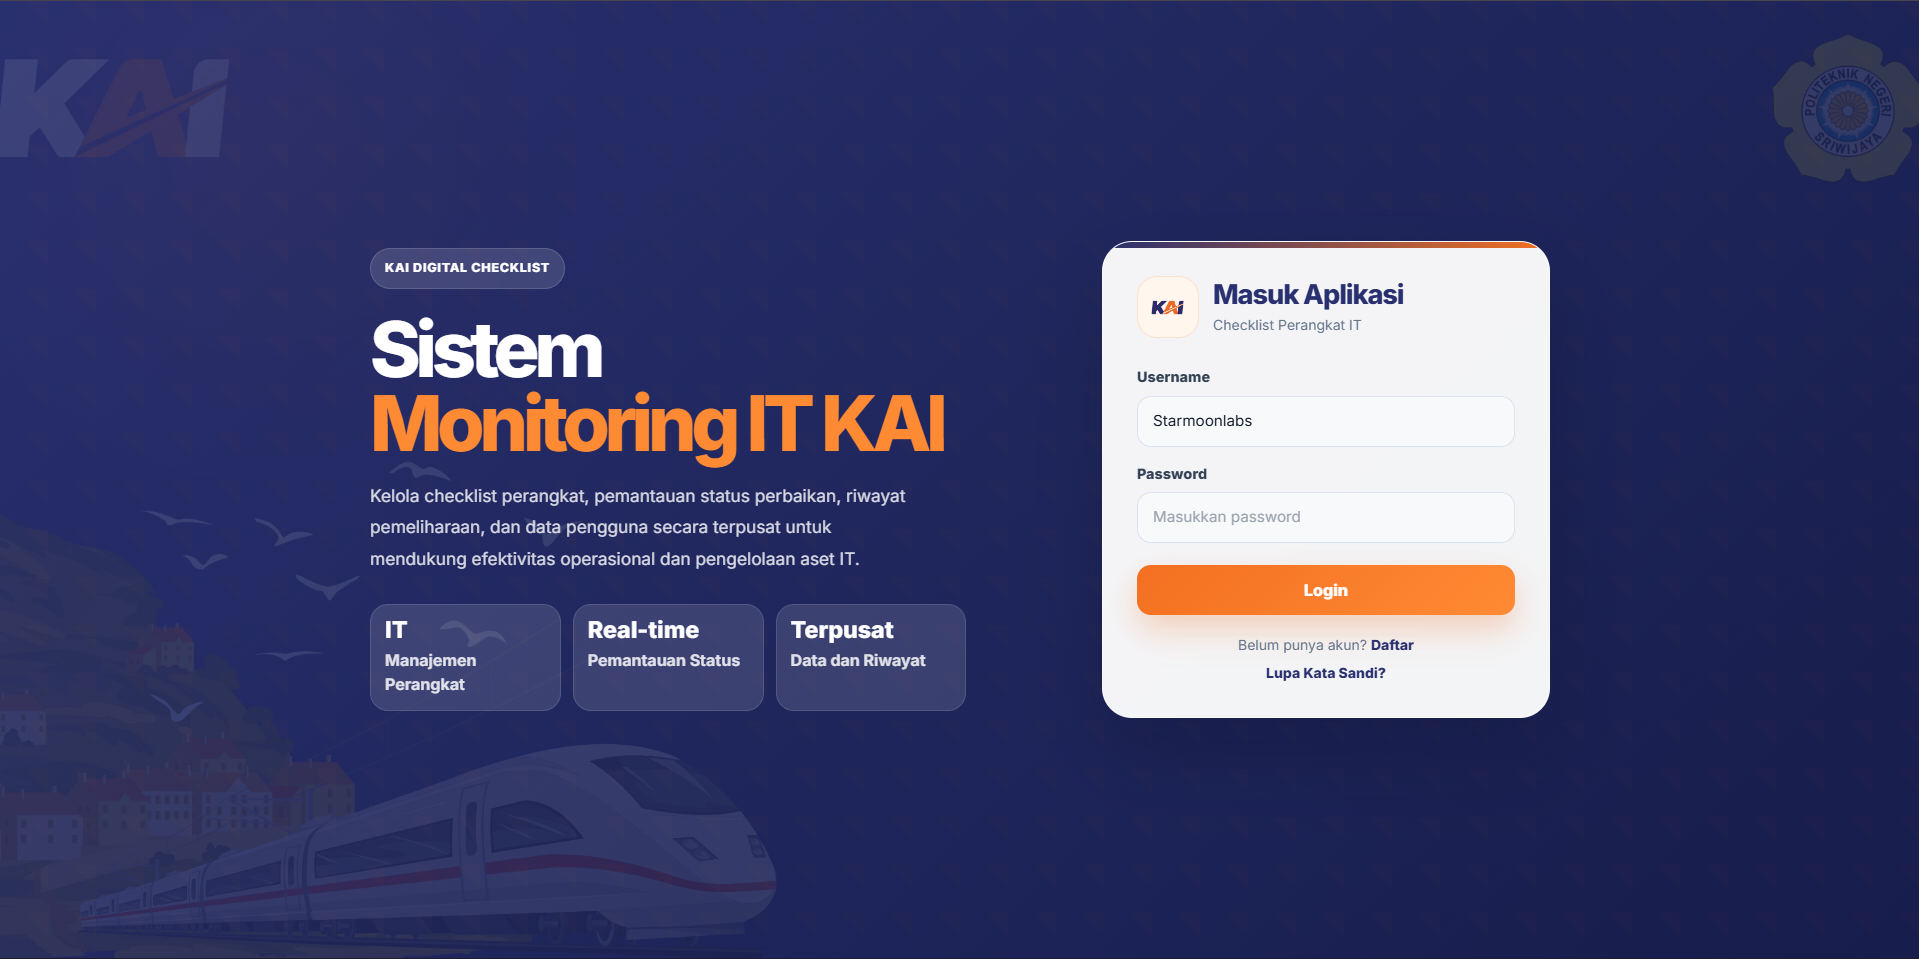 KAI
POLITEKNIK NEGERI
SRIWIJAYA
KAI DIGITAL CHECKLIST
Sistem
Monitoring IT KAI
Kelola checklist perangkat, pemantauan status perbaikan, riwayat
pemeliharaan, dan data pengguna secara terpusat untuk
mendukung efektivitas operasional dan pengelolaan aset IT.
IT
Manajemen
Perangkat
Real-time
Pemantauan Status
Terpusat
Data dan Riwayat
KAI
Masuk Aplikasi
Checklist Perangkat IT
Username
Starmoonlabs
Password
Masukkan password
Login
Belum punya akun? Daftar
Lupa Kata Sandi?